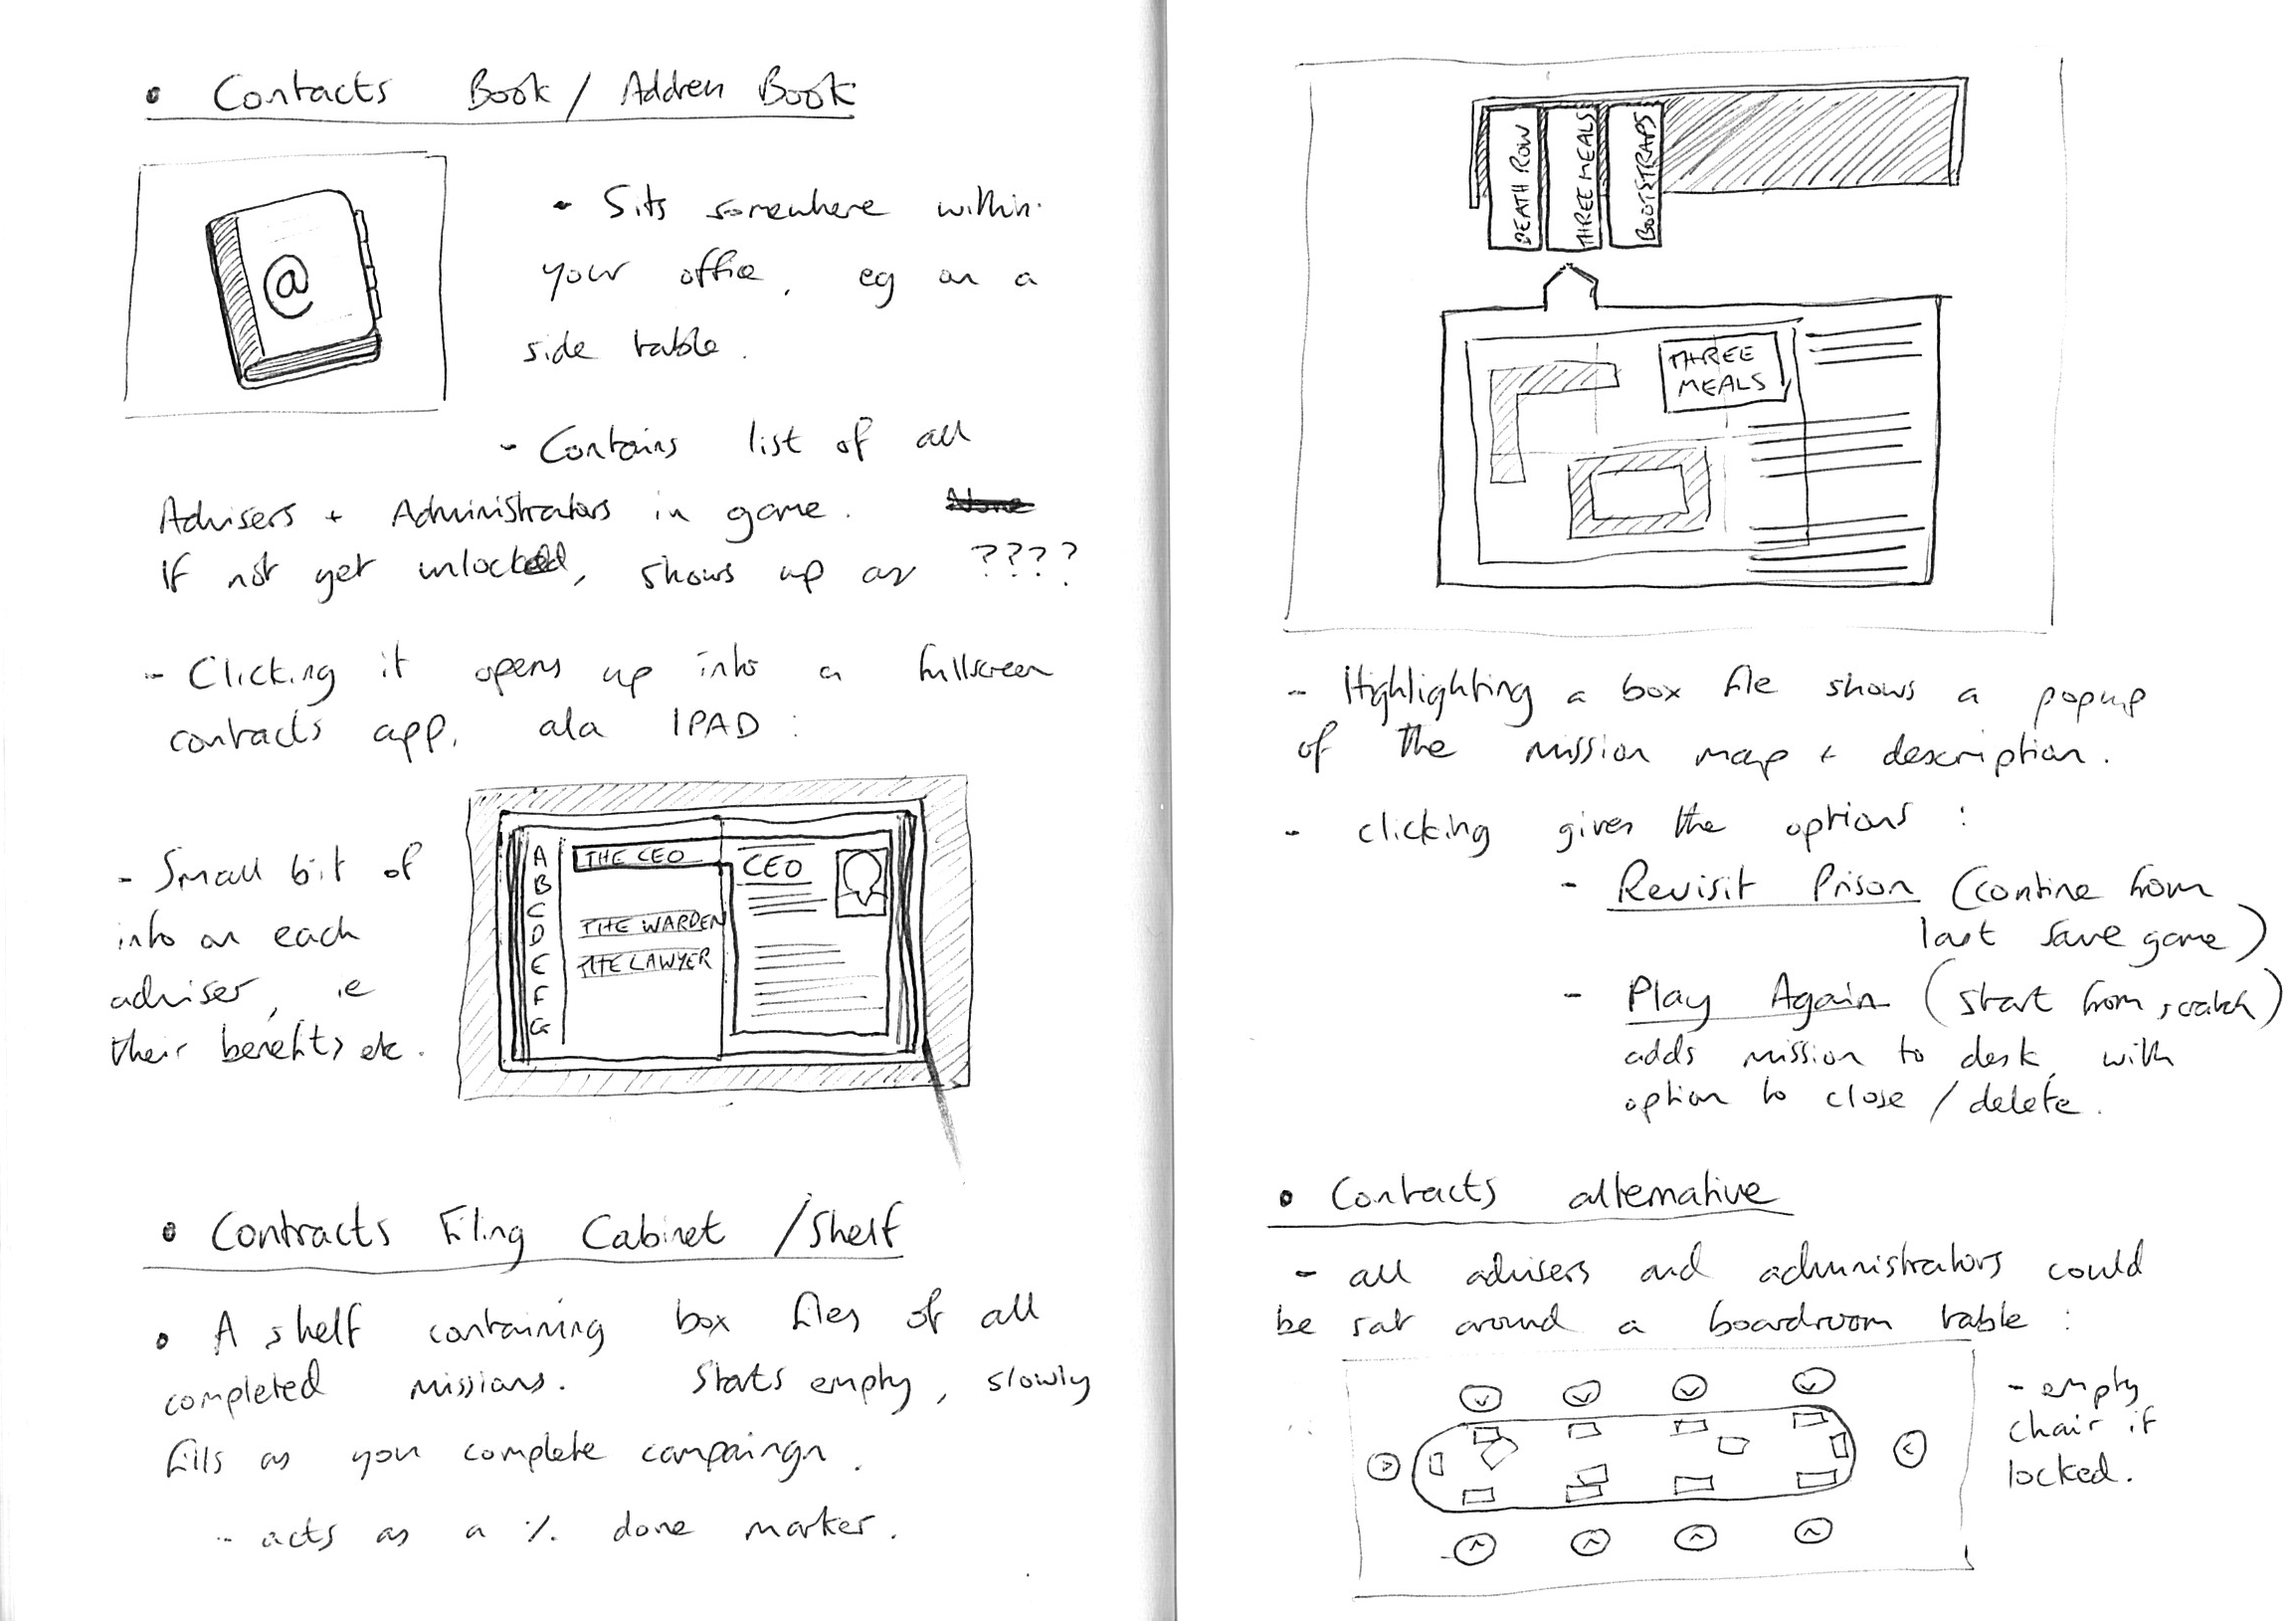 • Contacts Book / Address Book
@
- Sits somewhere within
your office, eg on a
side table.
- Contains list of all
Advisers + Administrators in game. None
If not yet unlocked, shows up as ????
- Clicking it opens up into a fullscreen
contacts app, ala IPAD :
- Small bit of
info on each
adviser, ie
their benefits etc.
A
B
C
D
E
F
G
THE CEO
THE WARDEN
THE LAWYER
CEO
• Contracts Filing Cabinet / Shelf
• A shelf containing box files of all
completed missions. Starts empty, slowly
fills as you complete campaingn.
- acts as a % done marker.
DEATH ROW
THREE MEALS
BOOTSTRAPS
THREE
MEALS
- Highlighting a box file shows a popup
of the mission map + description.
- clicking gives the options :
- Revisit Prison (contine from
last save game)
- Play Again (start from scratch)
adds mission to desk, with
option to close / delete.
• Contacts alternative
- all advisers and administrators could
be sat around a boardroom table :
- empty
chair if
locked.